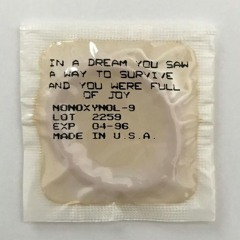 IN A DREAM YOU SAW
A WAY TO SURVIVE
AND YOU WERE FULL
OF JOY
NONOXYNOL-9
LOT 2259
EXP 04-96
MADE IN U.S.A.